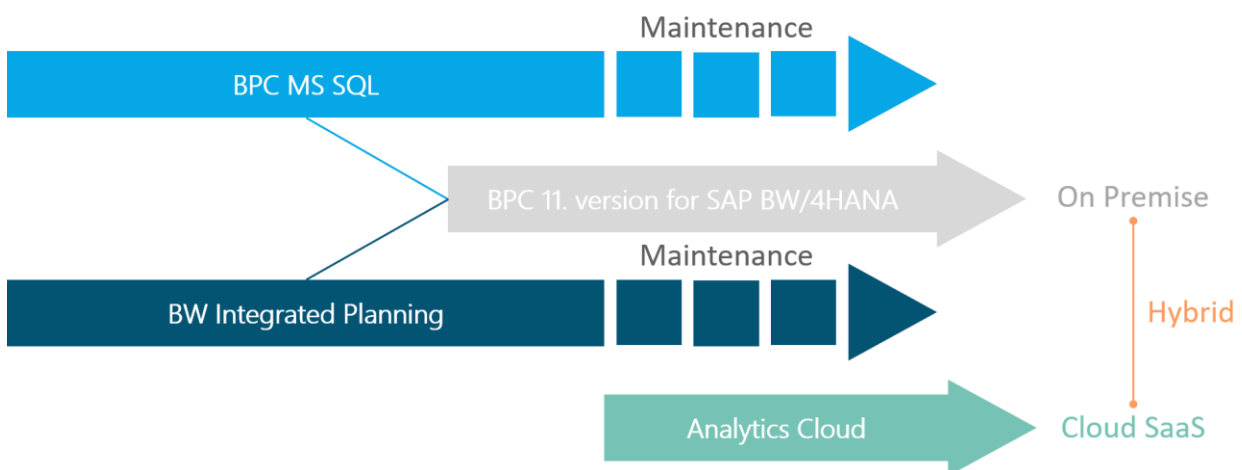 Maintenance
BPC MS SQL
BPC 11. version for SAP BW/4HANA
On Premise
Maintenance
BW Integrated Planning
Hybrid
Analytics Cloud
Cloud SaaS